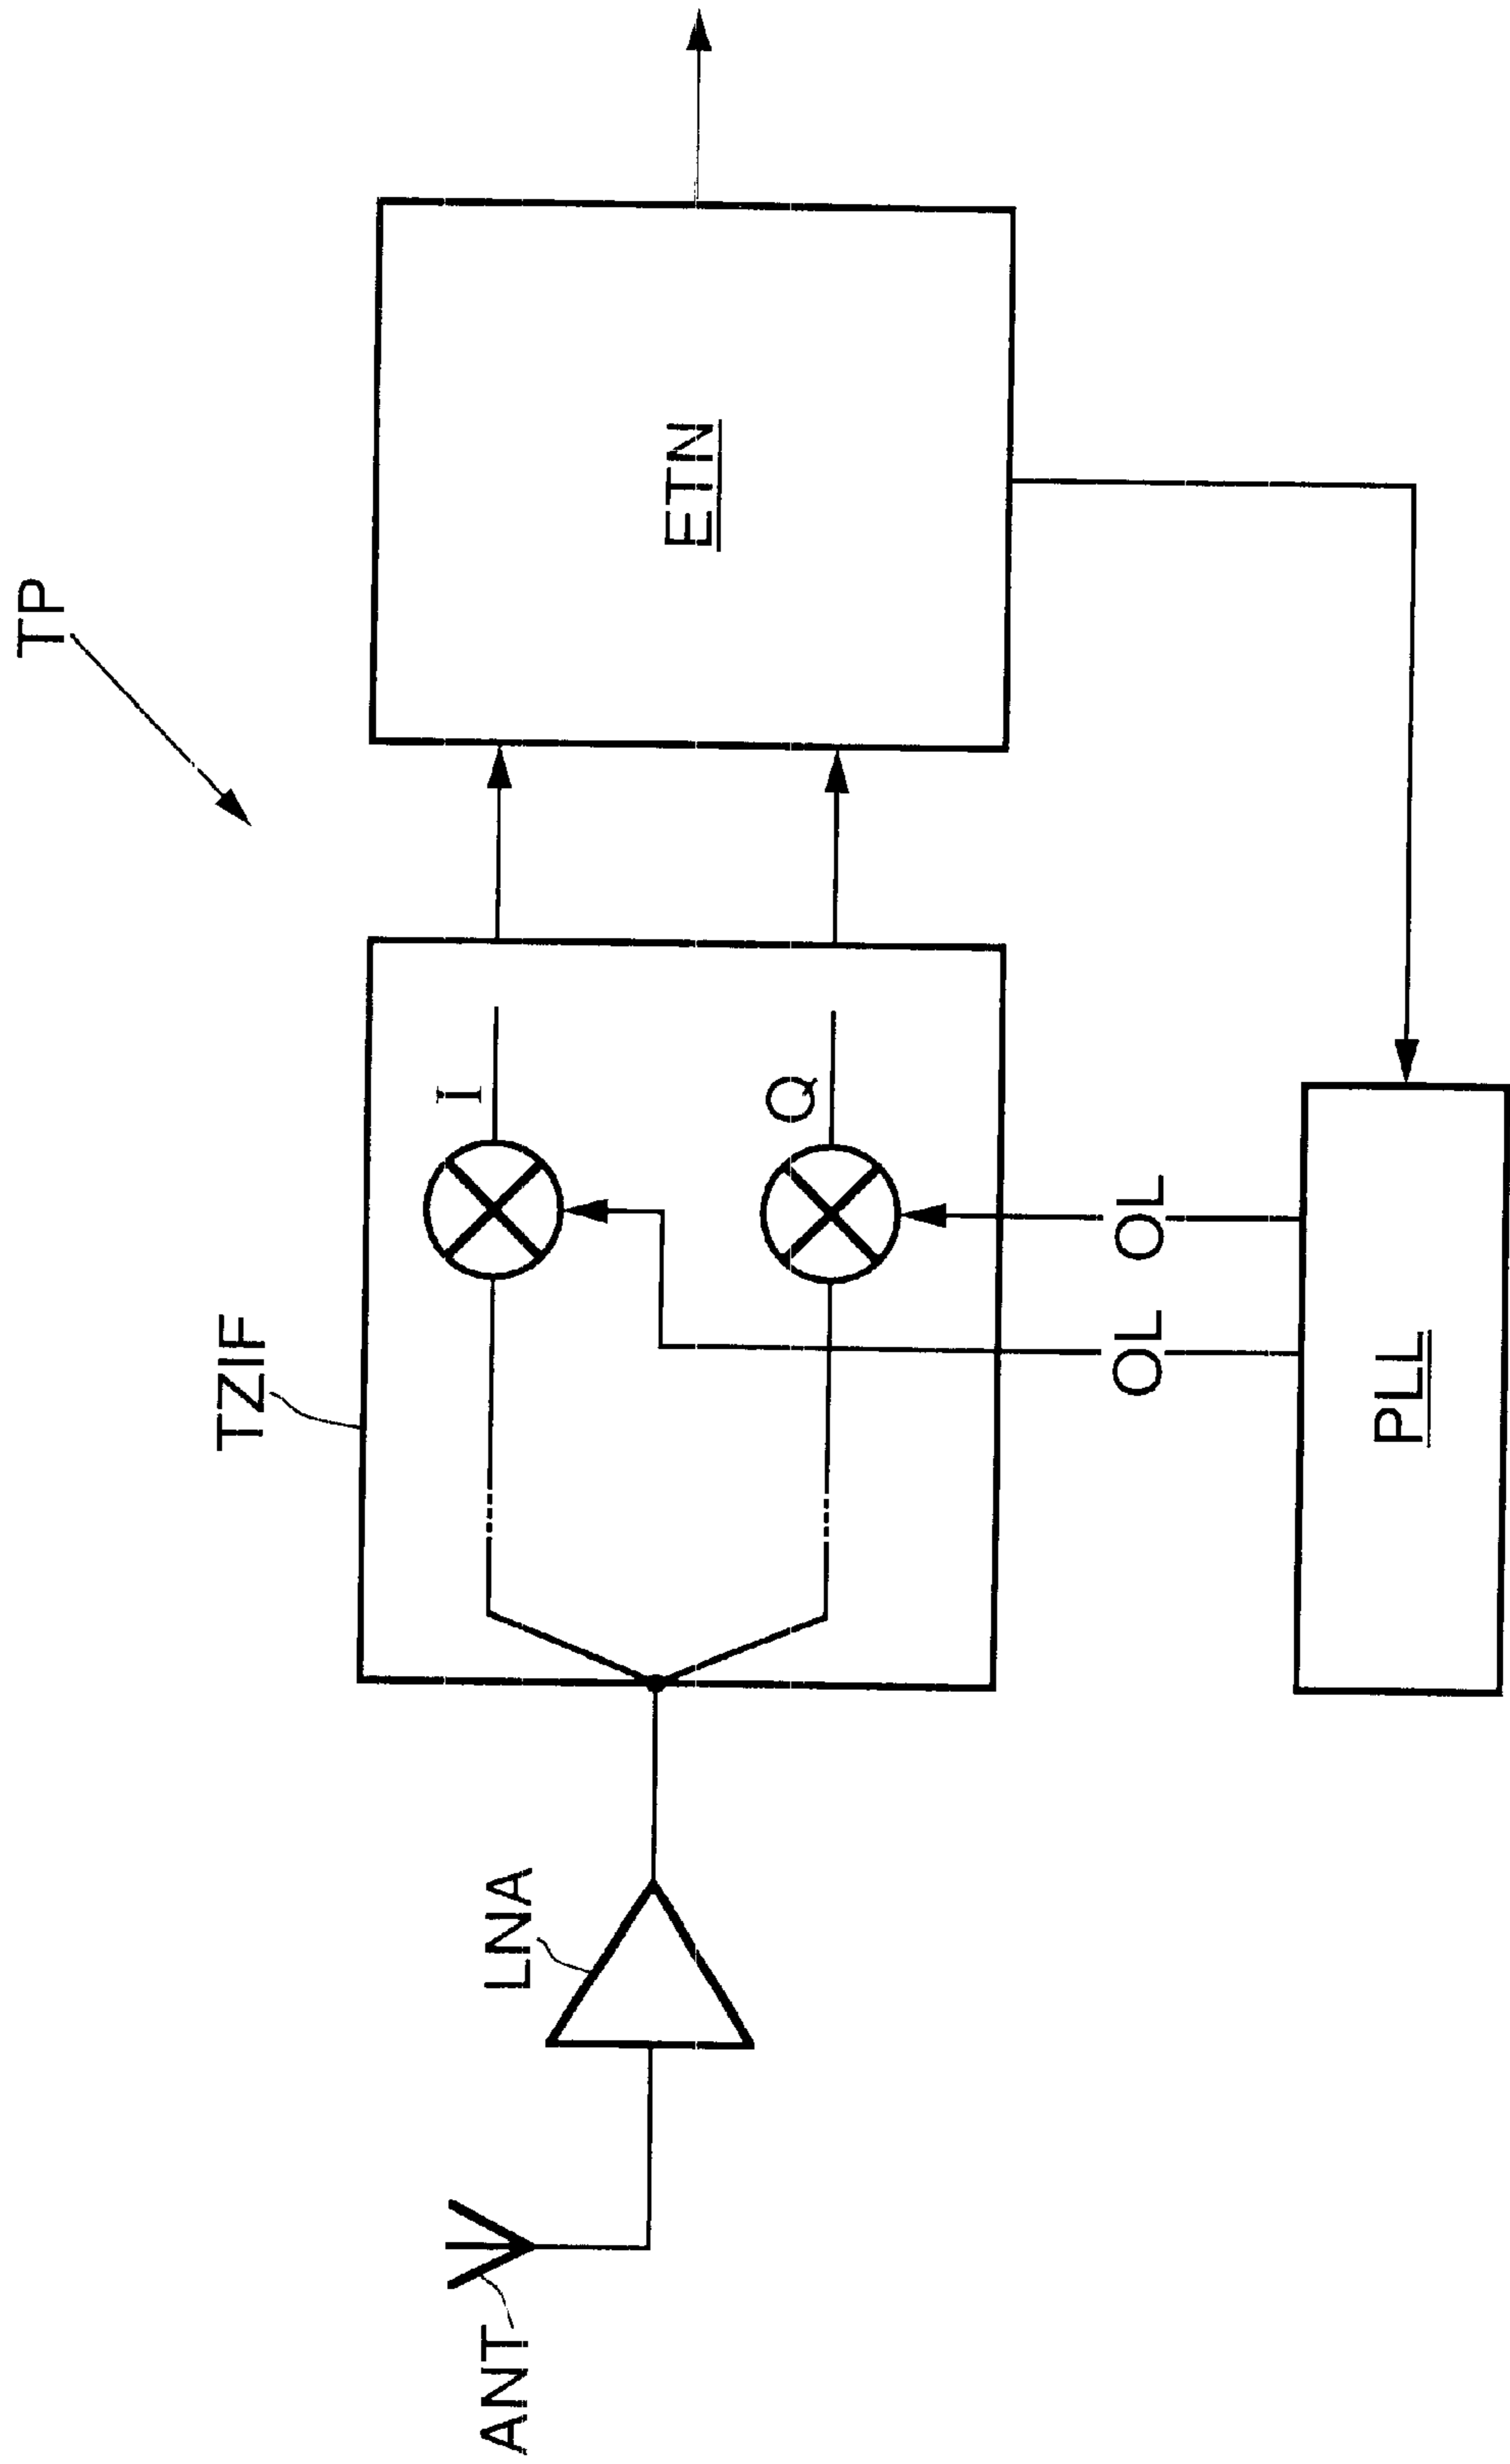 TP
TZIF
ANT
LNA
I
Q
ETN
OL
OL
PLL